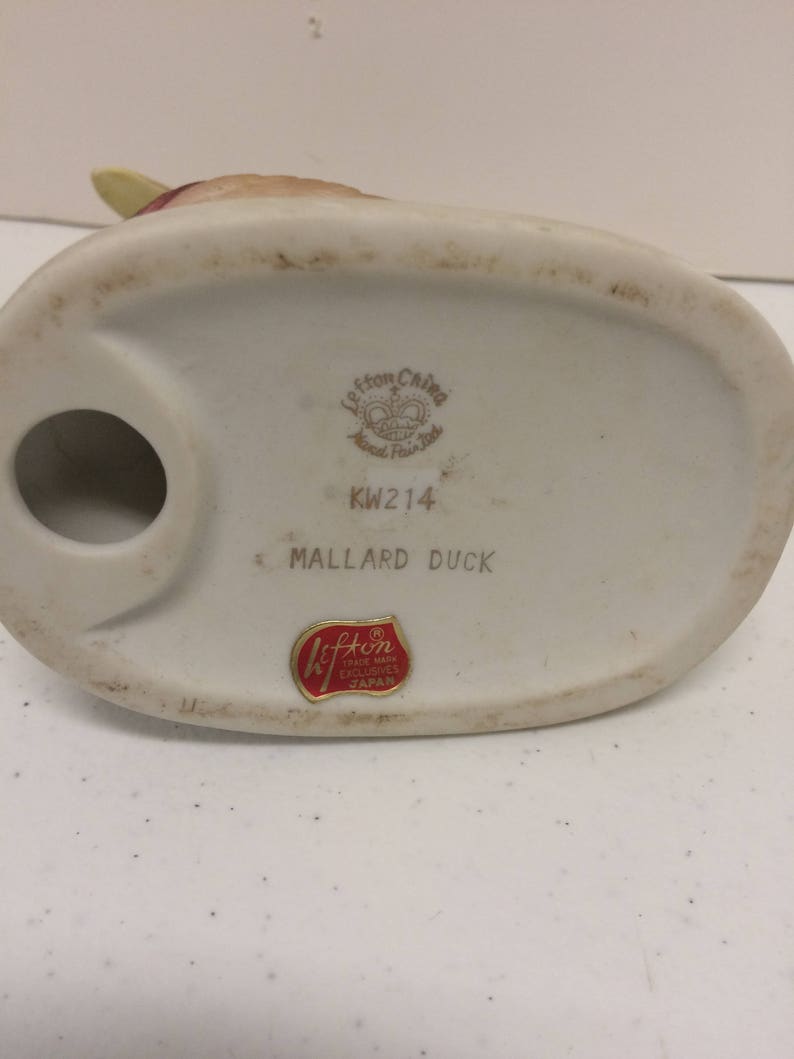 Lefton China
Hand Painted
KW214
MALLARD DUCK
Lefton ®
TRADE MARK
EXCLUSIVES
JAPAN